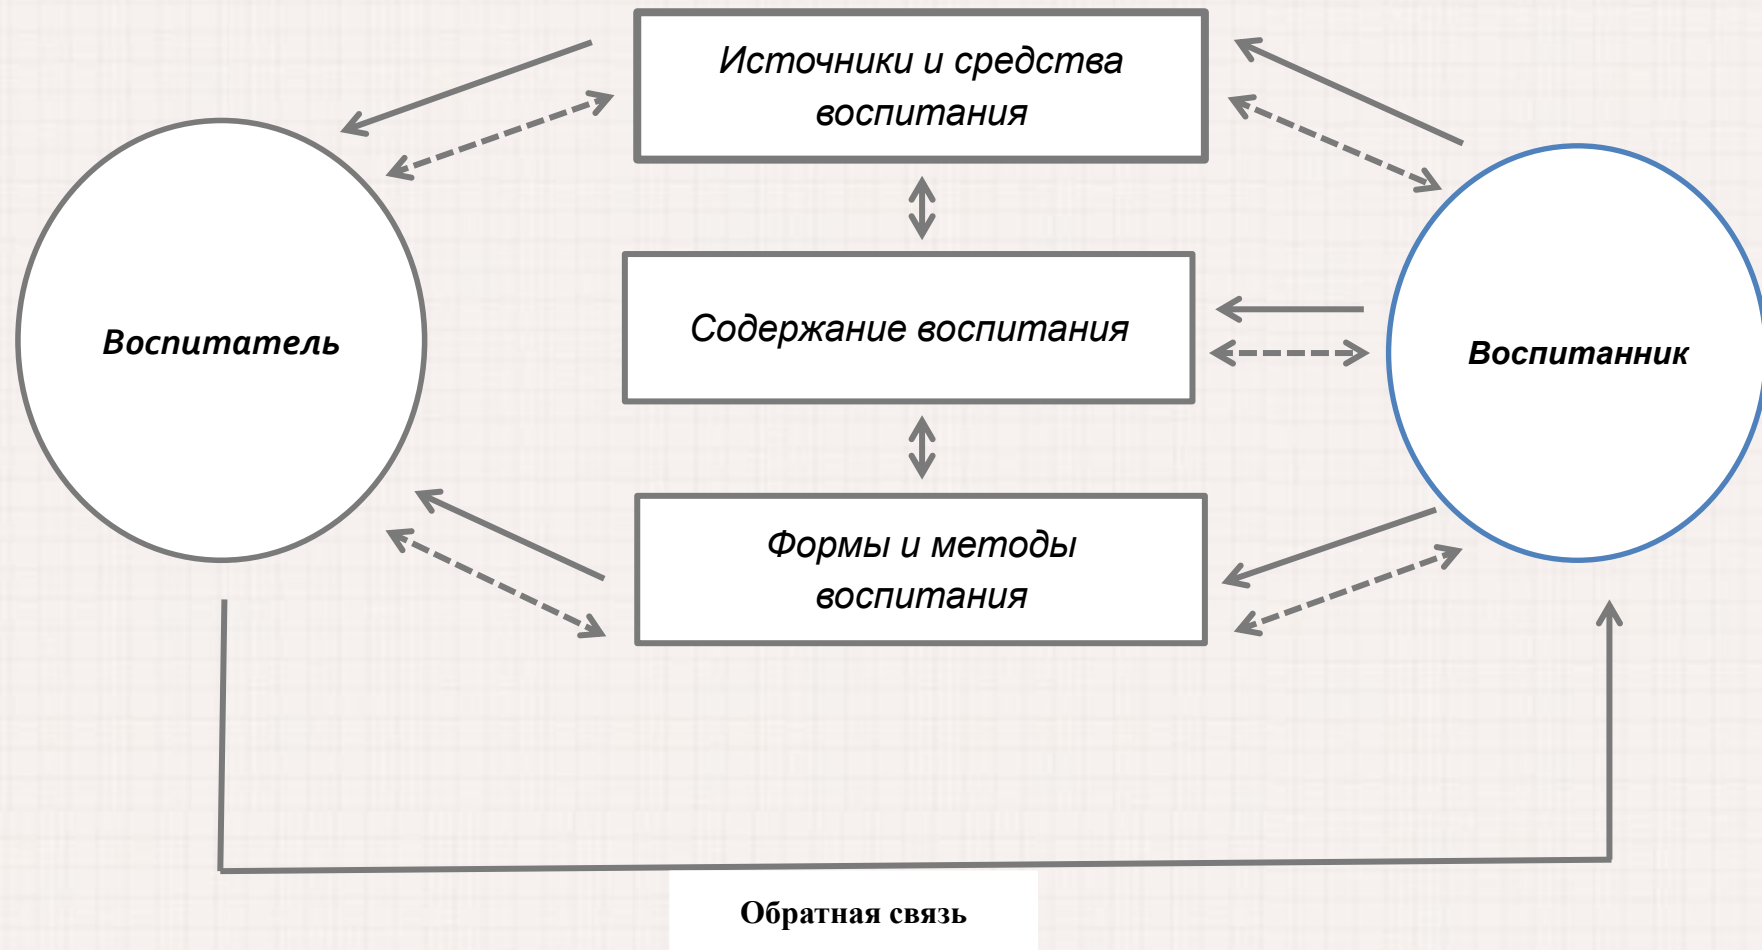 Источники и средства
воспитания
Воспитатель
Содержание воспитания
Воспитанник
Формы и методы
воспитания
Обратная связь